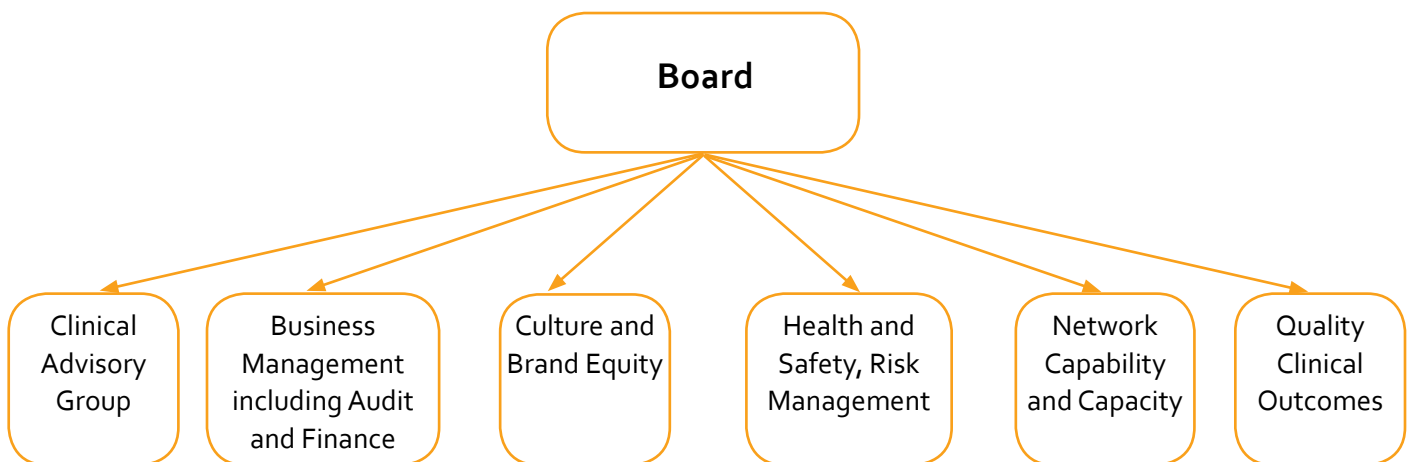 Board
Clinical
Advisory
Group
Business
Management
including Audit
and Finance
Culture and
Brand Equity
Health and
Safety, Risk
Management
Network
Capability
and Capacity
Quality
Clinical
Outcomes